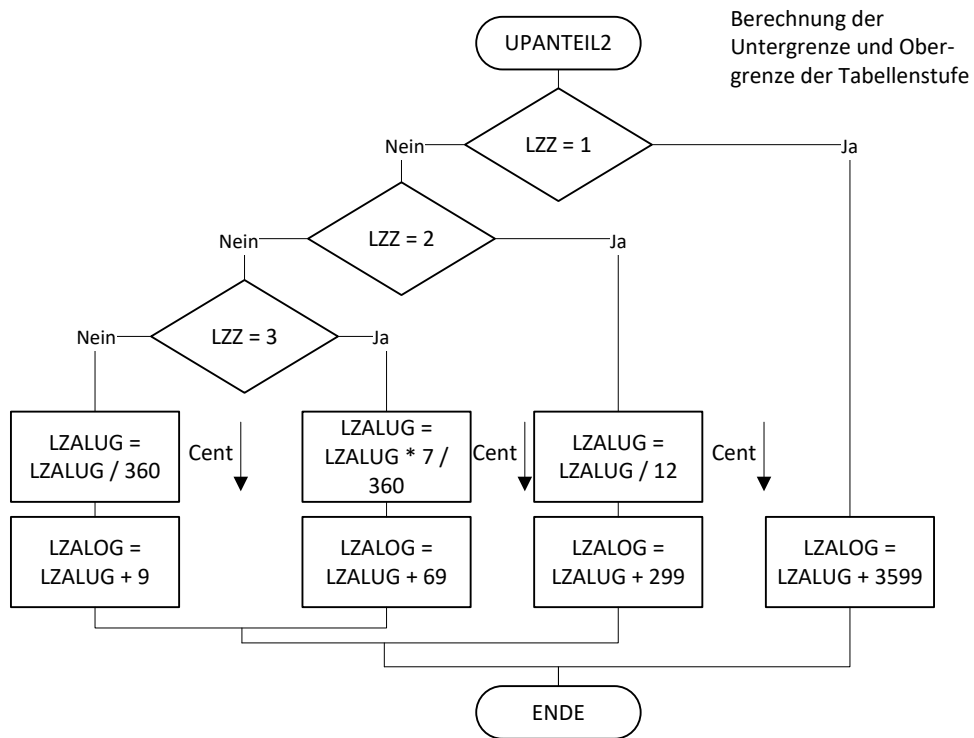 UPANTEIL2
Berechnung der
Untergrenze und Ober-
grenze der Tabellenstufe
LZZ = 1
Nein
Ja
LZZ = 2
Nein
Ja
LZZ = 3
Nein
Ja
LZALUG =
LZALUG / 360
Cent
LZALUG =
LZALUG * 7 /
360
Cent
LZALUG =
LZALUG / 12
Cent
LZALOG =
LZALUG + 9
LZALOG =
LZALUG + 69
LZALOG =
LZALUG + 299
LZALOG =
LZALUG + 3599
ENDE